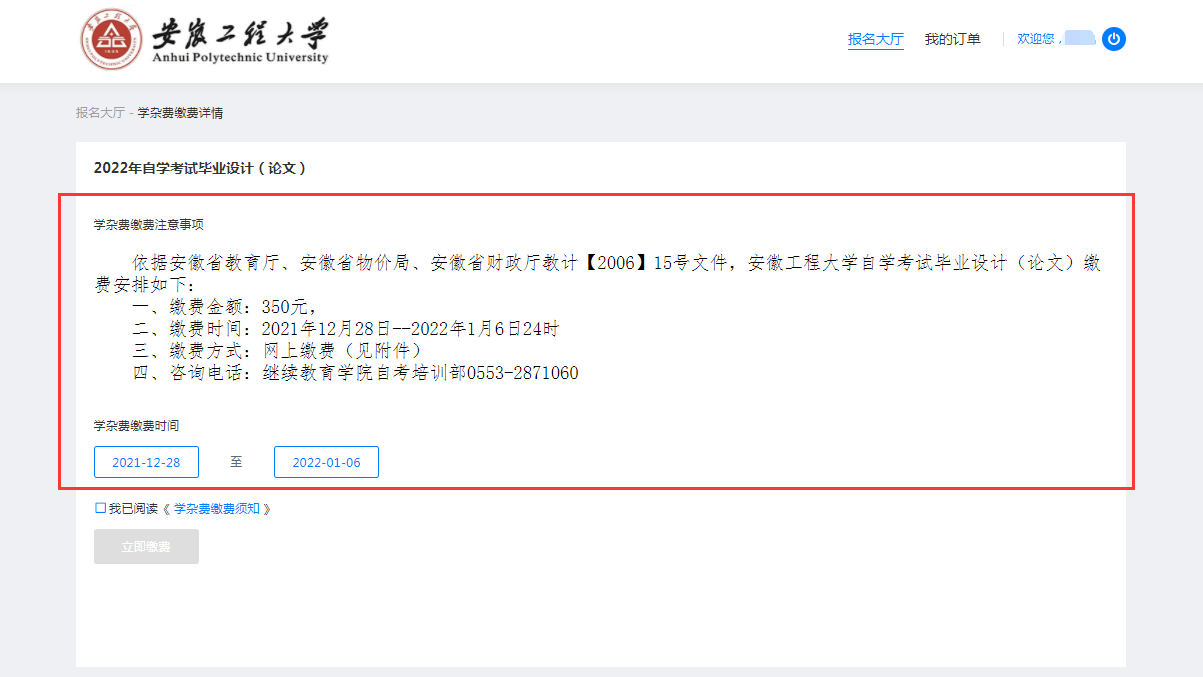 安徽工程大学
Anhui Polytechnic University
报名大厅 我的订单 欢迎您，
报名大厅 - 学杂费缴费详情
2022年自学考试毕业设计（论文）
学杂费缴费注意事项
依据安徽省教育厅、安徽省物价局、安徽省财政厅教计【2006】15号文件，安徽工程大学自学考试毕业设计（论文）缴
费安排如下：
一、缴费金额：350元，
二、缴费时间：2021年12月28日--2022年1月6日24时
三、缴费方式：网上缴费（见附件）
四、咨询电话：继续教育学院自考培训部0553-2871060
学杂费缴费时间
2021-12-28 至 2022-01-06
我已阅读《学杂费缴费须知》
立即缴费